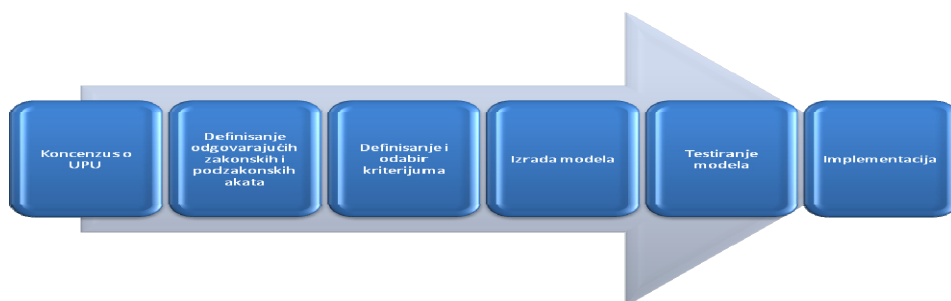 Koncenzus o
UPU
Definisanje
odgovarajućih
zakonskih i
podzakonskih
akata
Definisanje i
odabir
kriterijuma
Izrada modela
Testiranje
modela
Implementacija